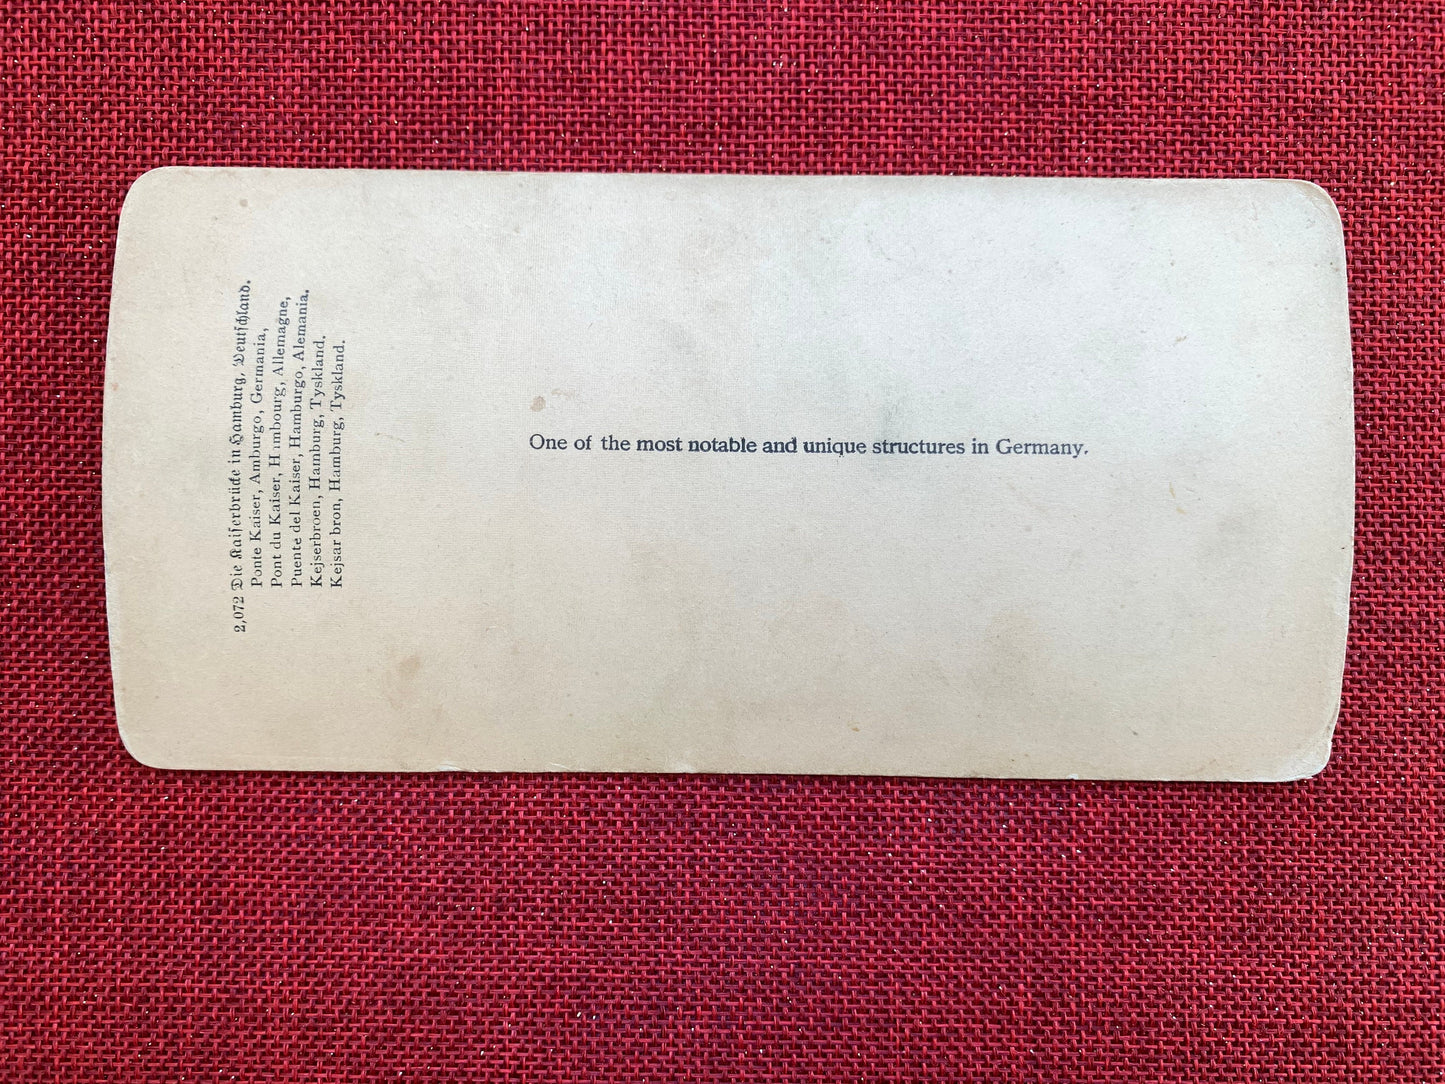 2,072 Die Kaiserbrücke in Hamburg, Deutschland.
Ponte Kaiser, Amburgo, Germania,
Pont du Kaiser, H mbourg, Allemagne,
Puente del Kaiser, Hamburgo, Alemania.
Kejserbroen, Hamburg, Tyskland.
Kejsar bron, Hamburg, Tyskland.
One of the most notable and unique structures in Germany.